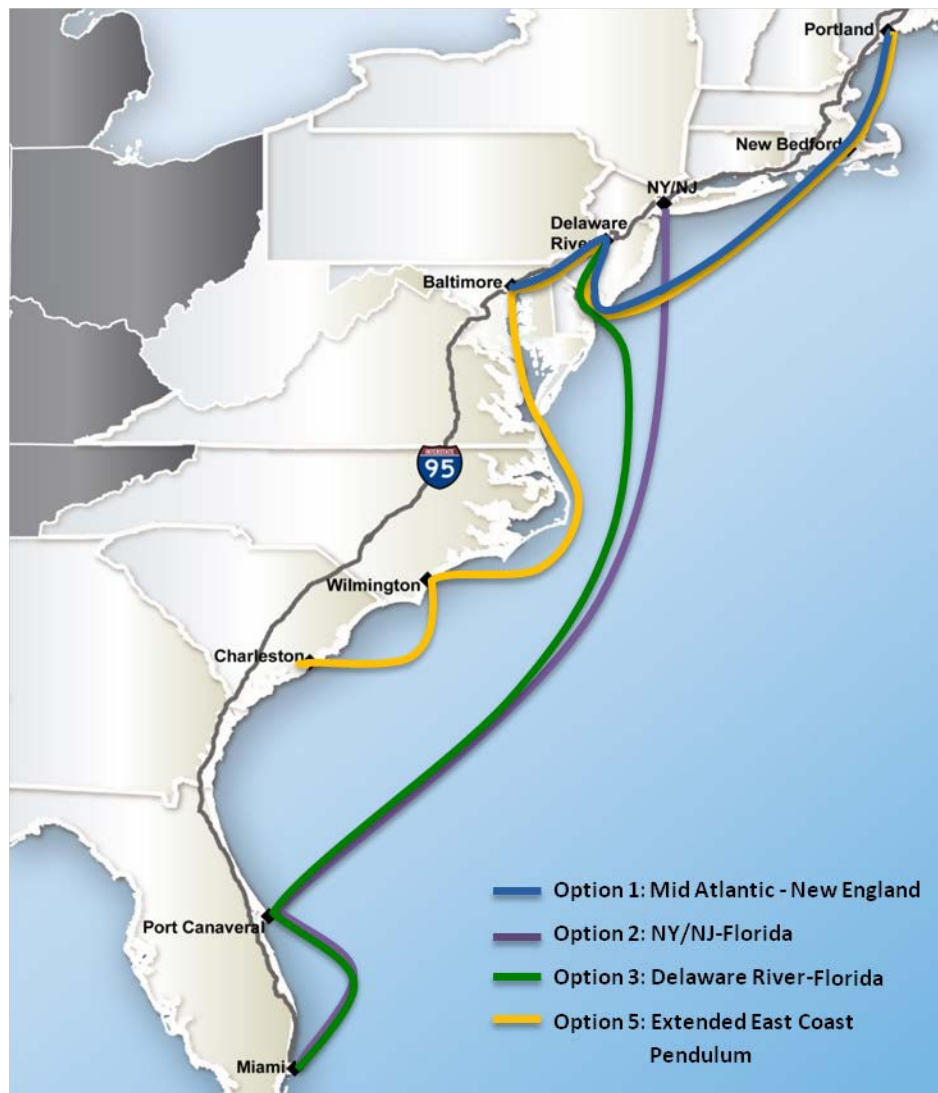 Portland
New Bedford
NY/NJ
Delaware
River
Baltimore
95
Wilmington
Charleston
Port Canaveral
Miami
Option 1: Mid Atlantic - New England
Option 2: NY/NJ-Florida
Option 3: Delaware River-Florida
Option 5: Extended East Coast
Pendulum